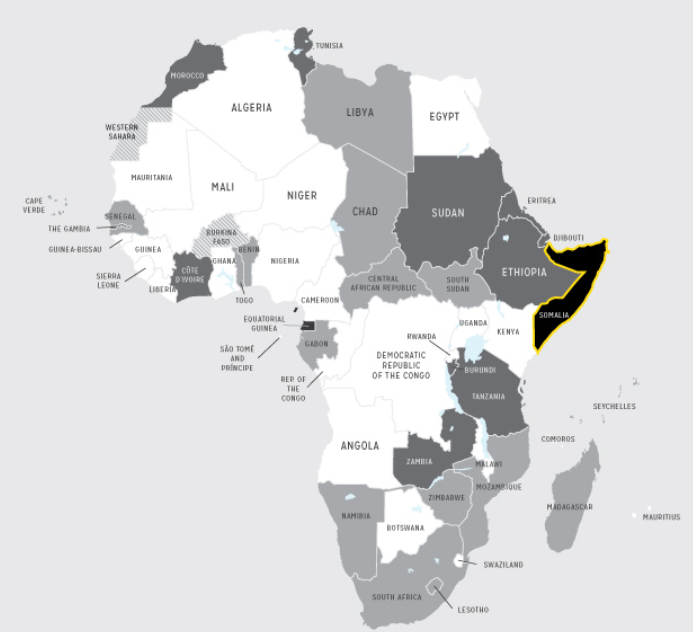 TUNISIA
MOROCCO
ALGERIA
LIBYA
EGYPT
WESTERN
SAHARA
MAURITANIA
MALI
NIGER
CHAD
SUDAN
ERITREA
CAPE
VERDE
SENEGAL
THE GAMBIA
GUINEA-BISSAU
GUINEA
SIERRA
LEONE
LIBERIA
CÔTE
D'IVOIRE
BURKINA
FASO
GHANA
BENIN
TOGO
NIGERIA
DJIBOUTI
ETHIOPIA
SOMALIA
CENTRAL
AFRICAN REPUBLIC
SOUTH
SUDAN
CAMEROON
EQUATORIAL
GUINEA
GABON
SÃO TOMÉ
AND
PRÍNCIPE
REP OF
THE
CONGO
DEMOCRATIC
REPUBLIC
OF THE CONGO
RWANDA
UGANDA
KENYA
BURUNDI
TANZANIA
SEYCHELLES
COMOROS
ANGOLA
ZAMBIA
MALAWI
MOZAMBIQUE
ZIMBABWE
NAMIBIA
BOTSWANA
MADAGASCAR
MAURITIUS
SWAZILAND
SOUTH AFRICA
LESOTHO